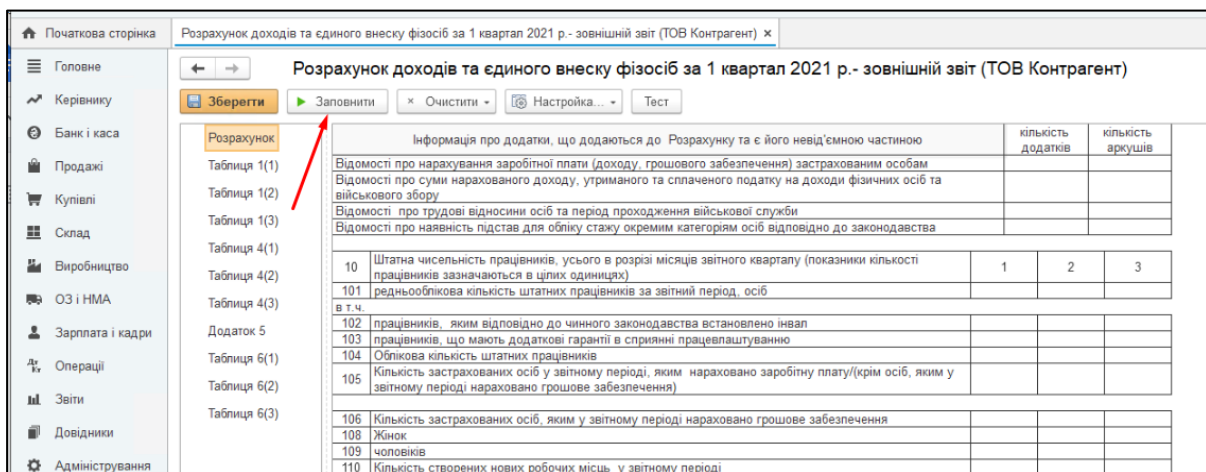 Початкова сторінка
Розрахунок доходів та єдиного внеску фізосіб за 1 квартал 2021 р.- зовнішній звіт (ТОВ Контрагент) ×
Головне
Керівнику
Банк і каса
Продажі
Купівлі
Склад
Виробництво
ОЗ і НМА
Зарплата і кадри
Операції
Звіти
Довідники
Адміністрування
Розрахунок доходів та єдиного внеску фізосіб за 1 квартал 2021 р.- зовнішній звіт (ТОВ Контрагент)
Зберегти
Заповнити
× Очистити
Настройка...
Тест
Розрахунок
Таблиця 1(1)
Таблиця 1(2)
Таблиця 1(3)
Таблиця 4(1)
Таблиця 4(2)
Таблиця 4(3)
Додаток 5
Таблиця 6(1)
Таблиця 6(2)
Таблиця 6(3)
Інформація про додатки, що додаються до Розрахунку та є його невід'ємною частиною
кількість
додатків
кількість
аркушів
Відомості про нарахування заробітної плати (доходу, грошового забезпечення) застрахованим особам
Відомості про суми нарахованого доходу, утриманого та сплаченого податку на доходи фізичних осіб та
військового збору
Відомості про трудові відносини осіб та період проходження військової служби
Відомості про наявність підстав для обліку стажу окремим категоріям осіб відповідно до законодавства
10 Штатна чисельність працівників, усього в розрізі місяців звітного кварталу (показники кількості
працівників зазначаються в цілих одиницях) 1 2 3
101 редньооблікова кількість штатних працівників за звітний період, осіб
в т.ч.
102 працівників, яким відповідно до чинного законодавства встановлено інвал
103 працівників, що мають додаткові гарантії в сприянні працевлаштуванню
104 Облікова кількість штатних працівників
105 Кількість застрахованих осіб у звітному періоді, яким нараховано заробітну плату/(крім осіб, яким у
звітному періоді нараховано грошове забезпечення)
106 Кількість застрахованих осіб, яким у звітному періоді нараховано грошове забезпечення
108 Жінок
109 чоловіків
110 Кількість створених нових робочих місць у звітному періоді